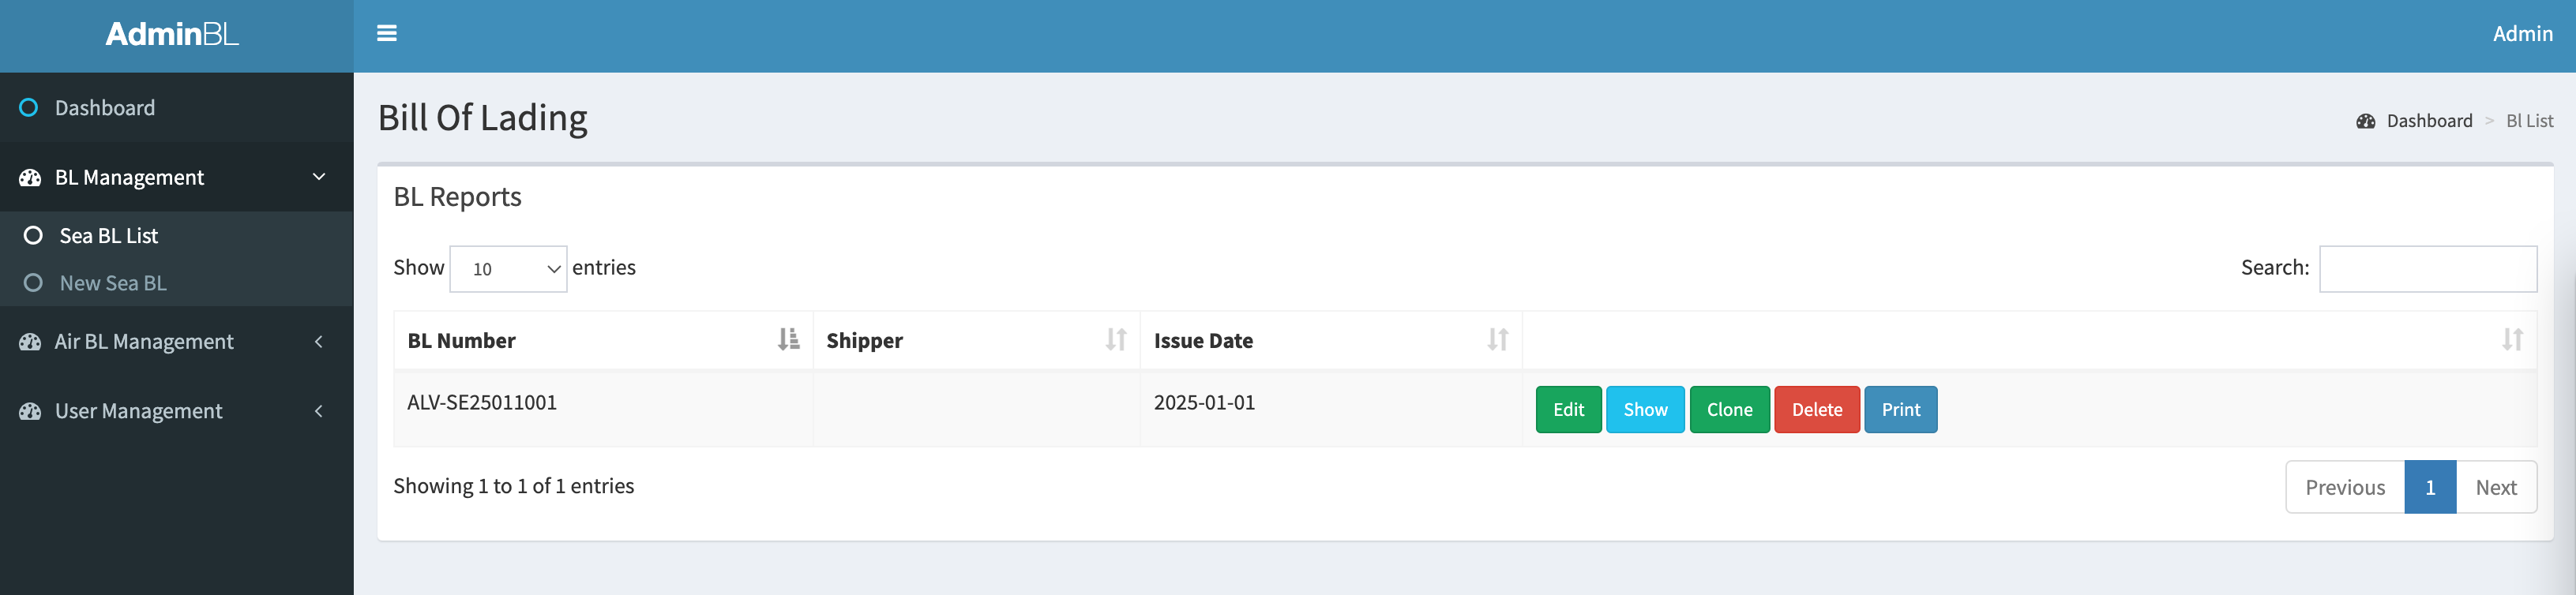 AdminBL
Admin
Dashboard
BL Management
Sea BL List
New Sea BL
Air BL Management
User Management
Bill Of Lading
Dashboard > Bl List
BL Reports
Show 10 entries
Search:
BL Number Shipper Issue Date
ALV-SE25011001 2025-01-01 Edit Show Clone Delete Print
Showing 1 to 1 of 1 entries
Previous 1 Next